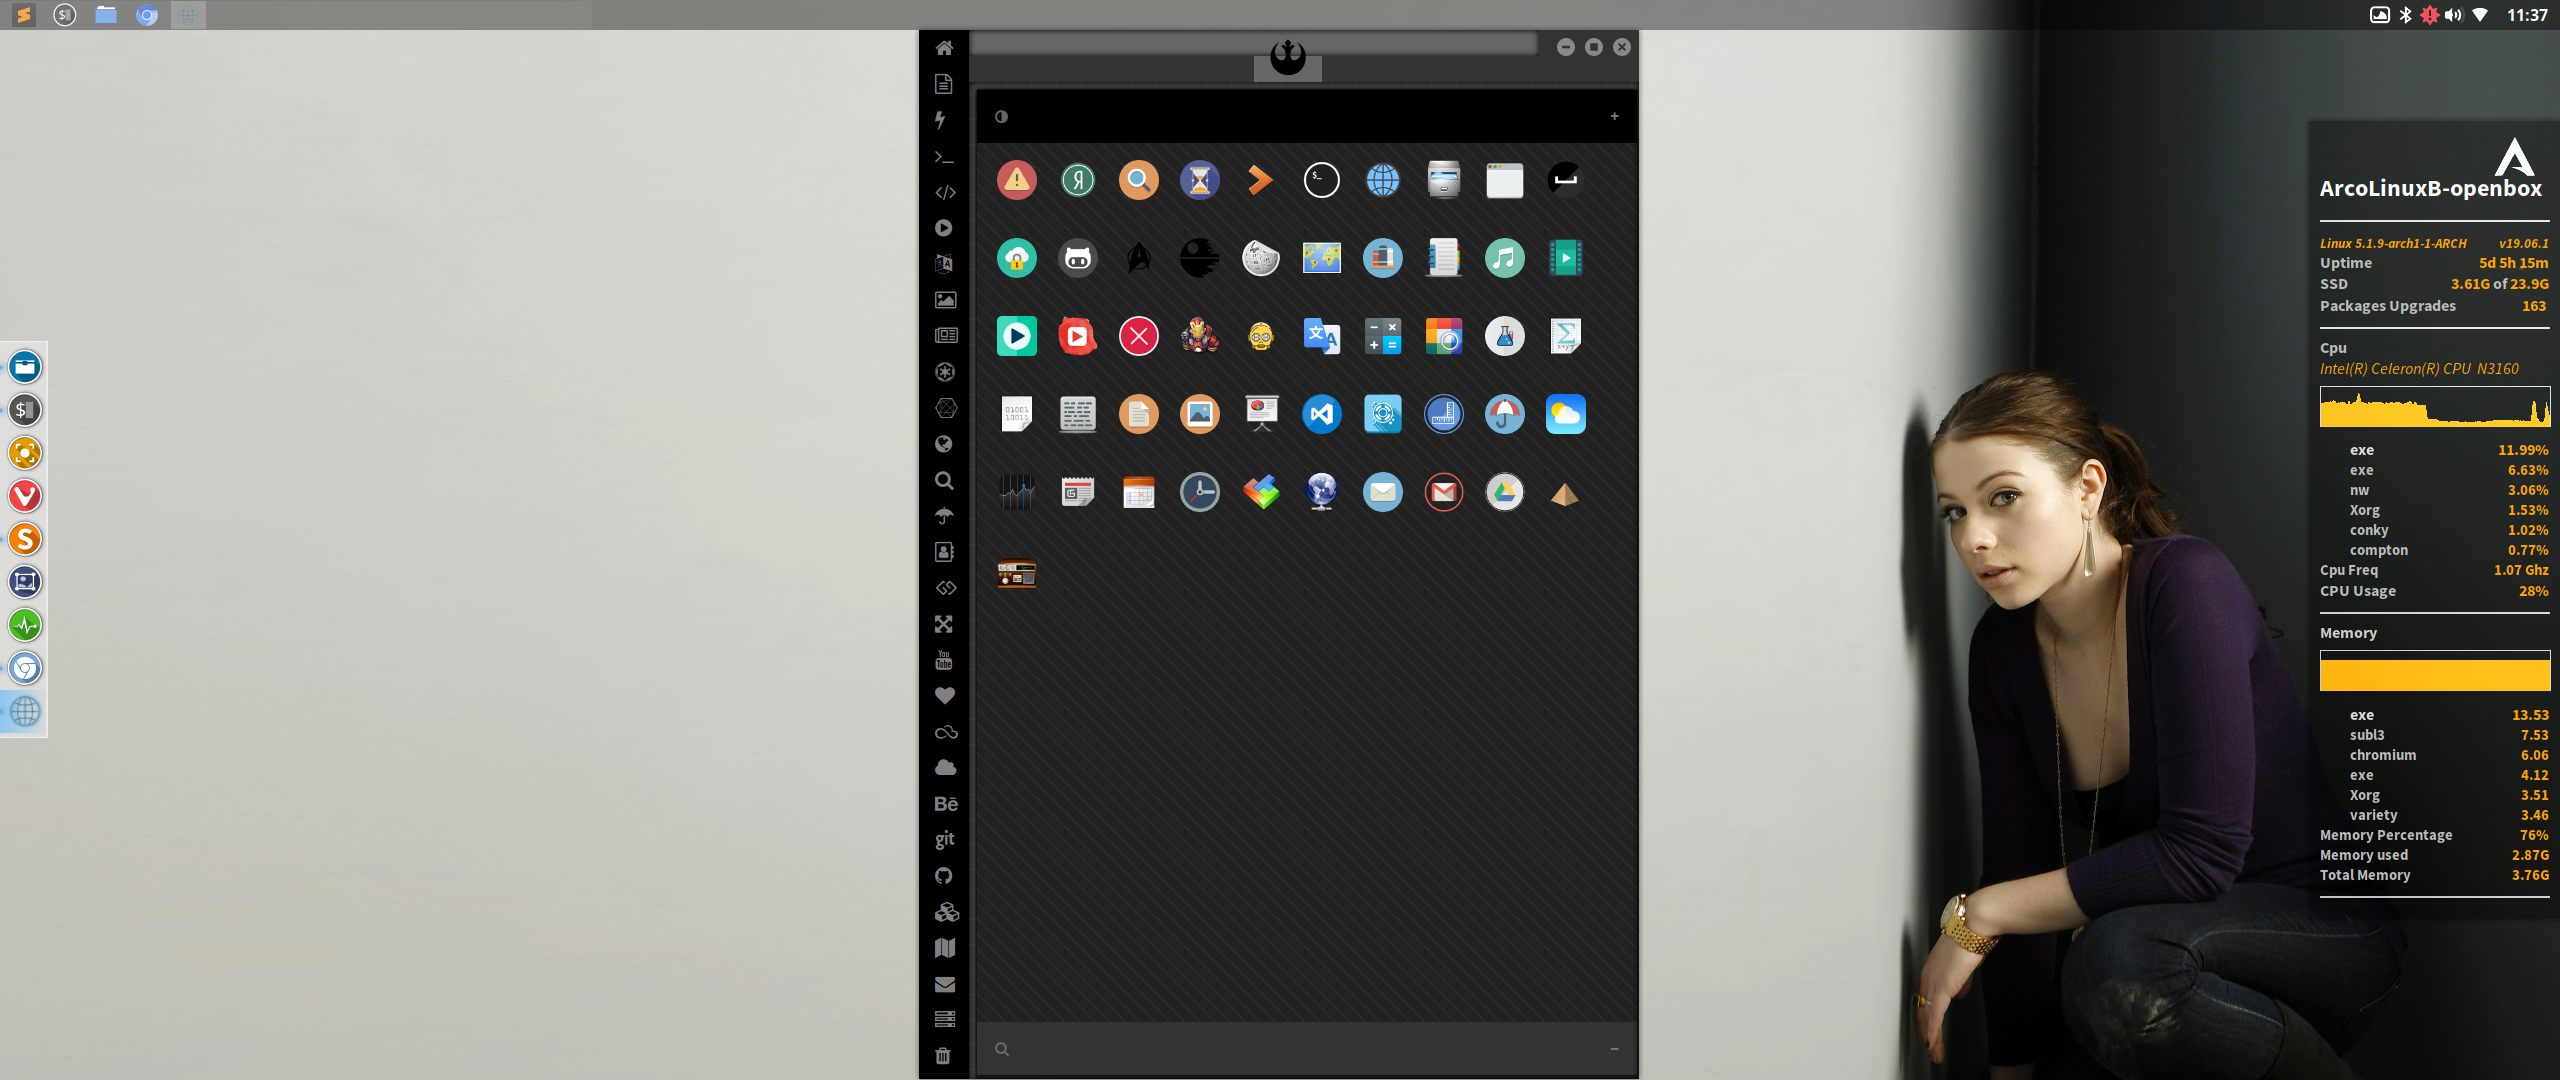 11:37
ArcoLinuxB-openbox
Linux 5.1.9-arch1-1-ARCH v19.06.1
Uptime 5d 5h 15m
SSD 3.61G of 23.9G
Packages Upgrades 163
Cpu
Intel(R) Celeron(R) CPU N3160
exe 11.99%
exe 6.63%
nw 3.06%
Xorg 1.53%
conky 1.02%
compton 0.77%
Cpu Freq 1.07 Ghz
CPU Usage 28%
Memory
exe 13.53
subl3 7.53
chromium 6.06
exe 4.12
Xorg 3.51
variety 3.46
Memory Percentage 76%
Memory used 2.87G
Total Memory 3.76G
You
Tube
Bē
git
01001
10011